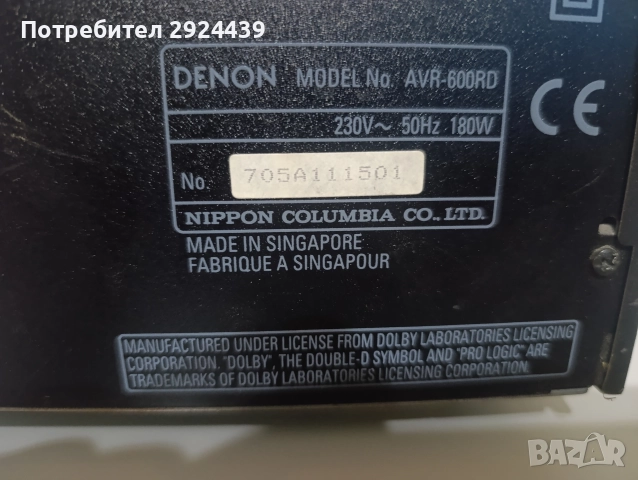 Потребител 2924439
DENON MODEL No. AVR-600RD
230V~ 50Hz 180W
No. 705A111501
NIPPON COLUMBIA CO., LTD.
MADE IN SINGAPORE
FABRIQUE A SINGAPOUR
CE
MANUFACTURED UNDER LICENSE FROM DOLBY LABORATORIES LICENSING
CORPORATION. "DOLBY", THE DOUBLE-D SYMBOL AND "PRO LOGIC" ARE
TRADEMARKS OF DOLBY LABORATORIES LICENSING CORPORATION.
BAZAR